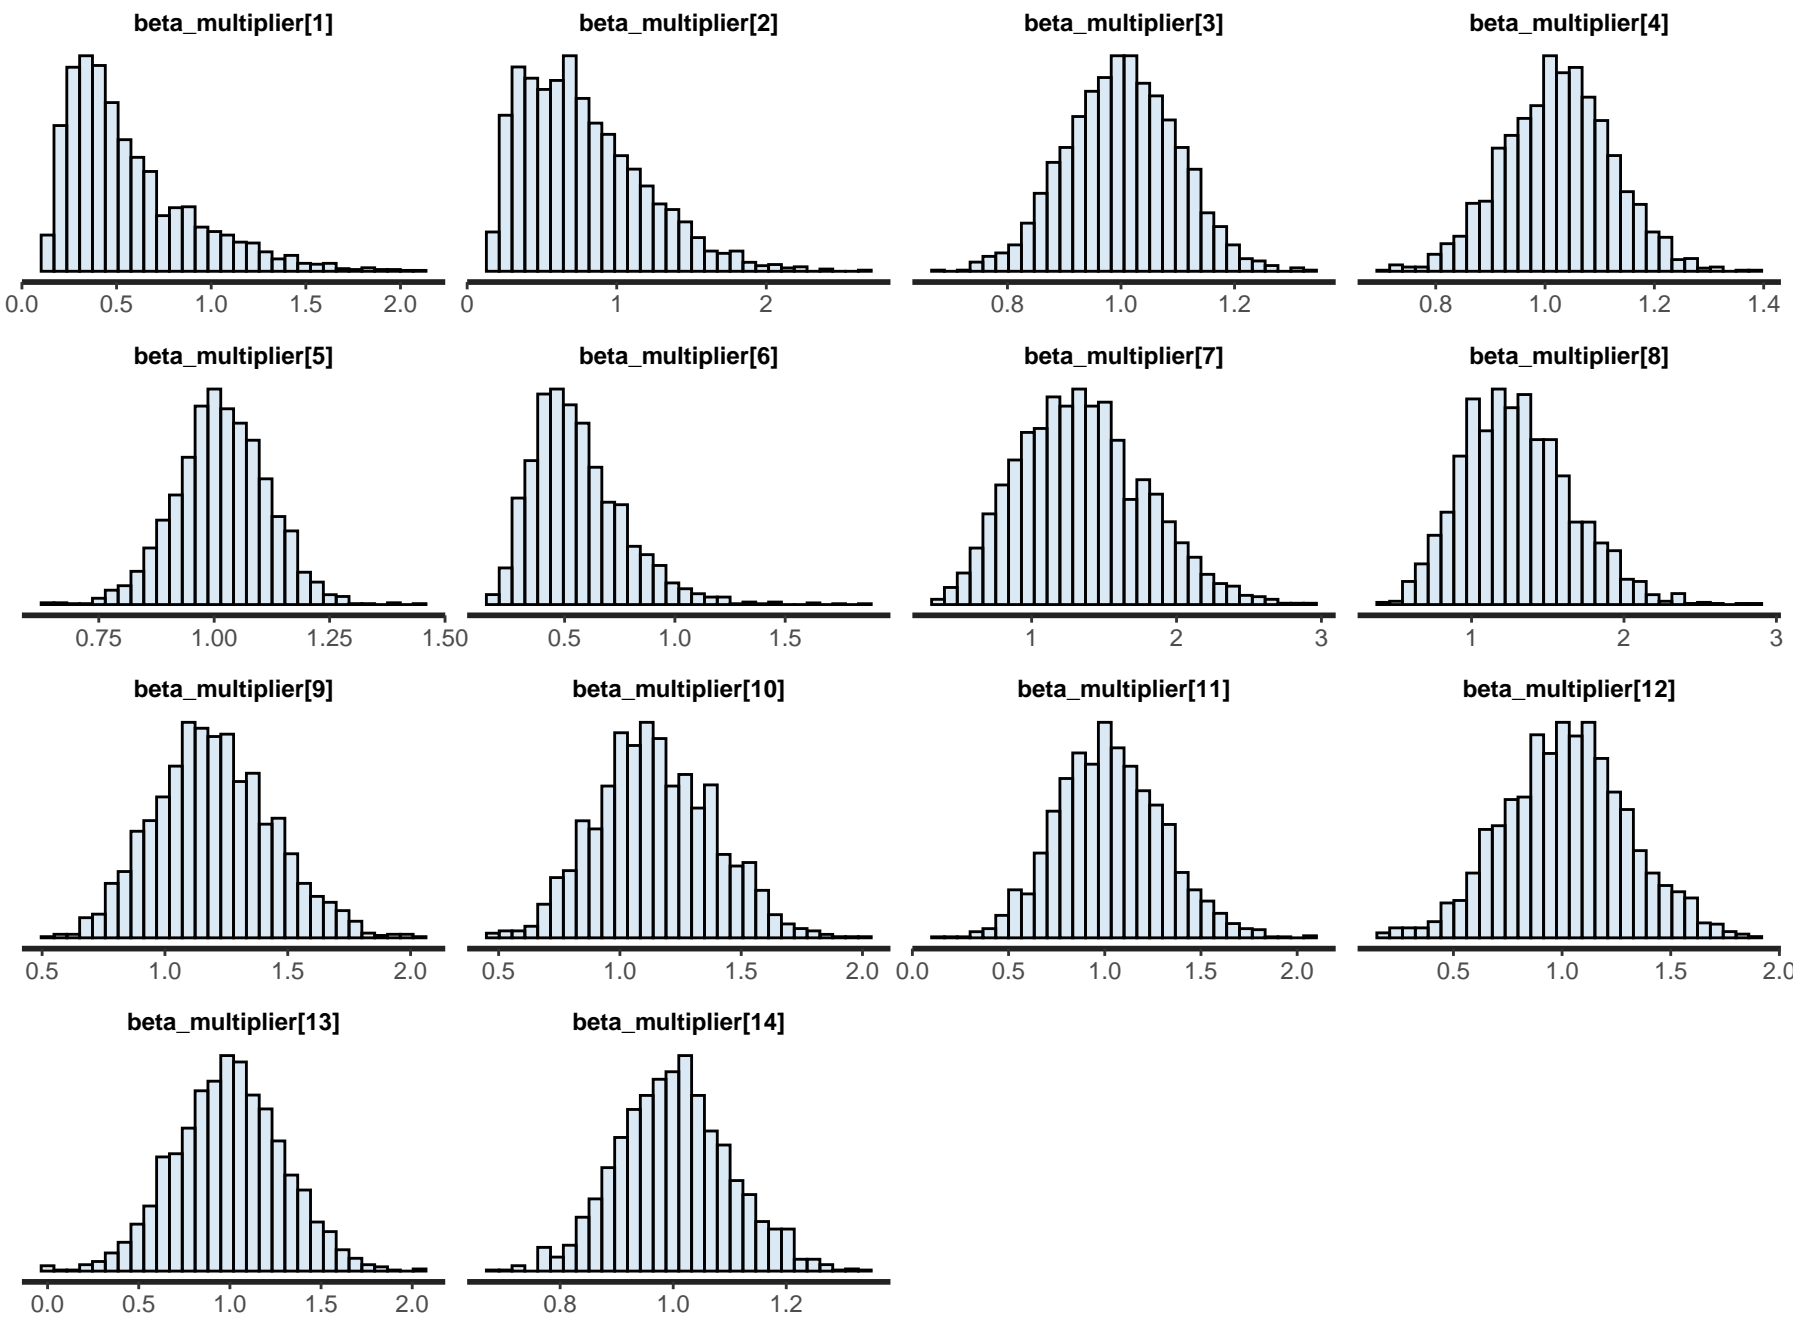 beta_multiplier[1] beta_multiplier[2] beta_multiplier[3] beta_multiplier[4]
0.0 0.5 1.0 1.5 2.0 0 1 2 0.8 1.0 1.2 0.8 1.0 1.2 1.4
beta_multiplier[5] beta_multiplier[6] beta_multiplier[7] beta_multiplier[8]
0.75 1.00 1.25 1.50 0.5 1.0 1.5 1 2 3 1 2 3
beta_multiplier[9] beta_multiplier[10] beta_multiplier[11] beta_multiplier[12]
0.5 1.0 1.5 2.0 0.5 1.0 1.5 2.0 0.0 0.5 1.0 1.5 2.0 0.5 1.0 1.5 2.0
beta_multiplier[13] beta_multiplier[14]
0.0 0.5 1.0 1.5 2.0 0.8 1.0 1.2